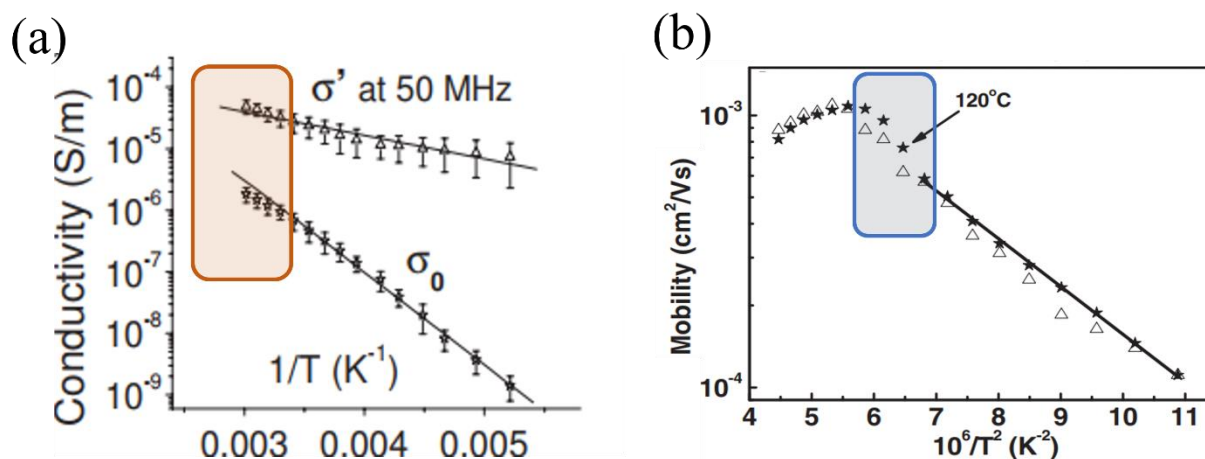 (a)
10⁻⁴
10⁻⁵
10⁻⁶
10⁻⁷
10⁻⁸
10⁻⁹
Conductivity (S/m)
σ' at 50 MHz
σ₀
1/T (K⁻¹)
0.003 0.004 0.005
(b)
10⁻³
10⁻⁴
Mobility (cm²/Vs)
120°C
4 5 6 7 8 9 10 11
10⁶/T² (K⁻²)